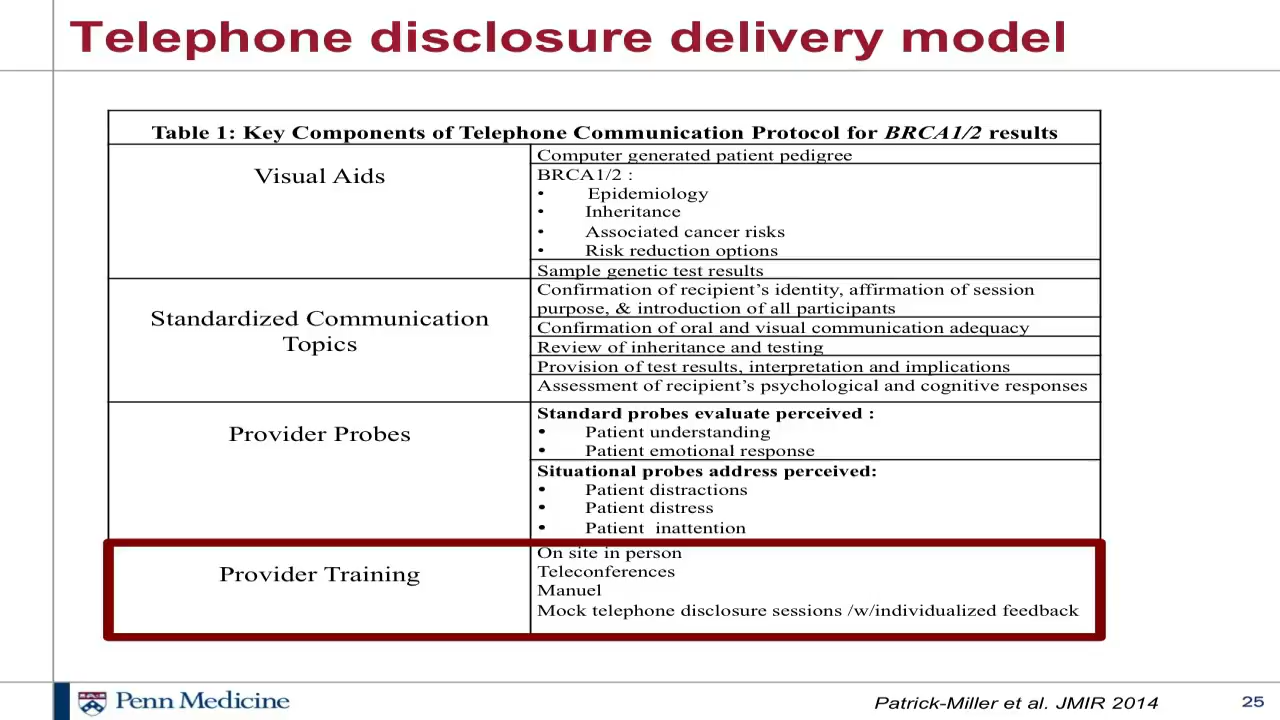 Telephone disclosure delivery model
Table 1: Key Components of Telephone Communication Protocol for BRCA1/2 results
Visual Aids
Computer generated patient pedigree
BRCA1/2 :
• Epidemiology
• Inheritance
• Associated cancer risks
• Risk reduction options
Sample genetic test results
Standardized Communication
Topics
Confirmation of recipient's identity, affirmation of session
purpose, & introduction of all participants
Confirmation of oral and visual communication adequacy
Review of inheritance and testing
Provision of test results, interpretation and implications
Assessment of recipient's psychological and cognitive responses
Provider Probes
Standard probes evaluate perceived :
• Patient understanding
• Patient emotional response
Situational probes address perceived:
• Patient distractions
• Patient distress
• Patient inattention
Provider Training
On site in person
Teleconferences
Manuel
Mock telephone disclosure sessions /w/individualized feedback
Penn Medicine
Patrick-Miller et al. JMIR 2014
25